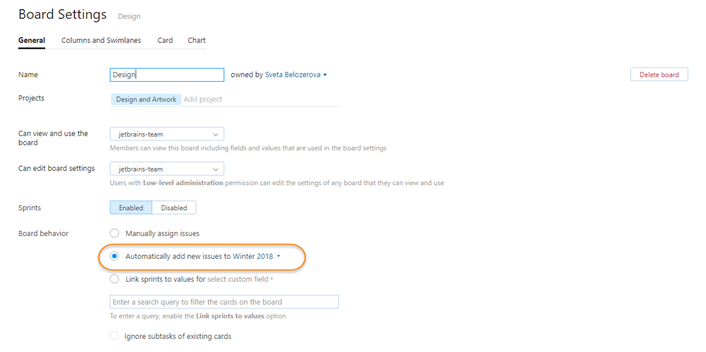 Board Settings Design
General Columns and Swimlanes Card Chart
Name Design owned by Sveta Belozerova Delete board
Projects Design and Artwork Add project
Can view and use the board jetbrains-team
Members can view this board including fields and values that are used in the board settings
Can edit board settings jetbrains-team
Users with Low-level administration permission can edit the settings of any board that they can view and use
Sprints Enabled Disabled
Board behavior Manually assign issues
Automatically add new issues to Winter 2018
Link sprints to values for select custom field
Enter a search query to filter the cards on the board
To enter a query, enable the Link sprints to values option
Ignore subtasks of existing cards